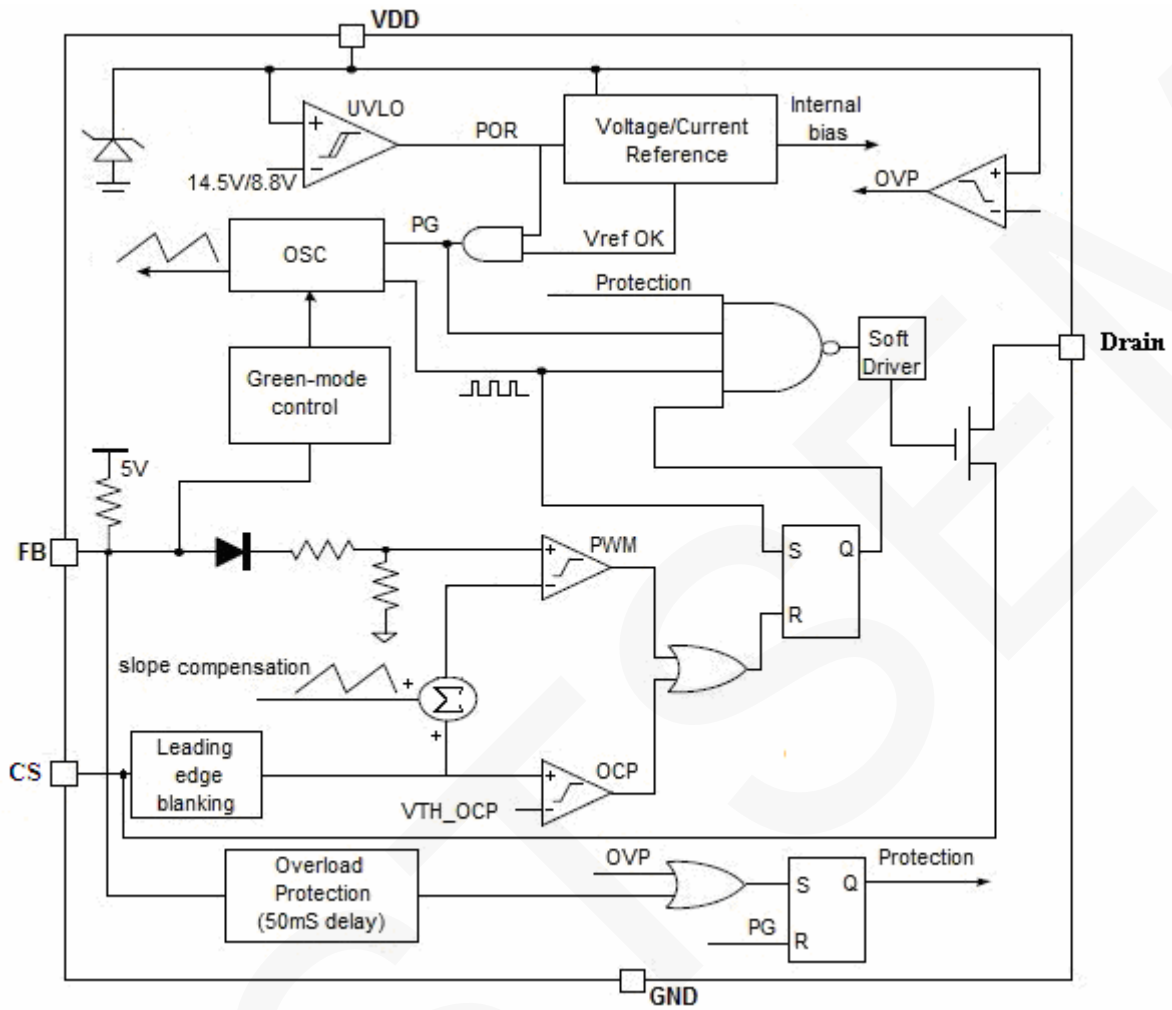 VDD
UVLO
POR
14.5V/8.8V
Voltage/Current
Reference
Internal
bias
OVP
PG
Vref OK
OSC
Protection
Soft
Driver
Drain
Green-mode
control
5V
FB
PWM
S
Q
R
slope compensation
Σ
CS
Leading
edge
blanking
OCP
VTH_OCP
Overload
Protection
(50mS delay)
OVP
PG
S
Q
R
Protection
GND